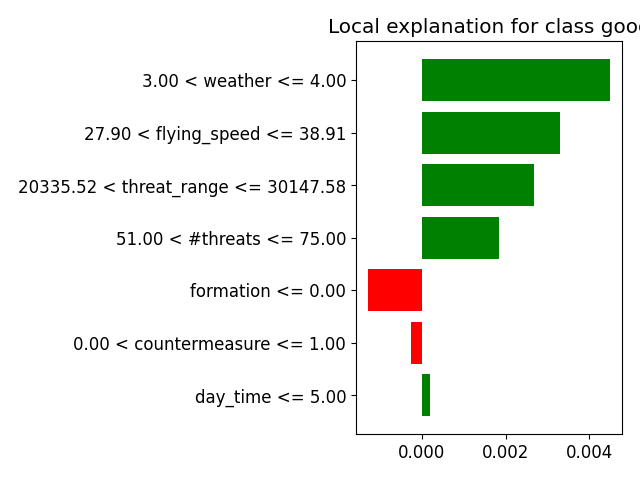 Local explanation for class good
3.00 < weather <= 4.00
27.90 < flying_speed <= 38.91
20335.52 < threat_range <= 30147.58
51.00 < #threats <= 75.00
formation <= 0.00
0.00 < countermeasure <= 1.00
day_time <= 5.00
0.000 0.002 0.004